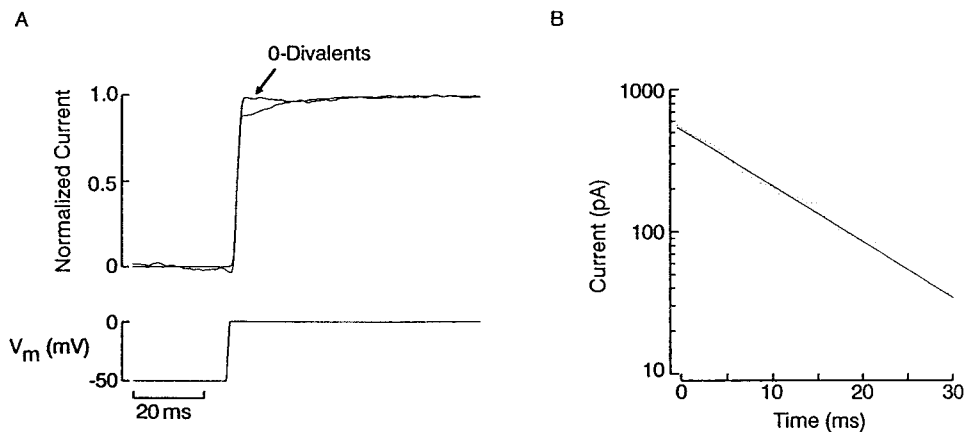 A
0-Divalents
1.0
0.5
0
Normalized Current
0
-50
Vm (mV)
20 ms
B
1000
100
10
Current (pA)
0 10 20 30
Time (ms)